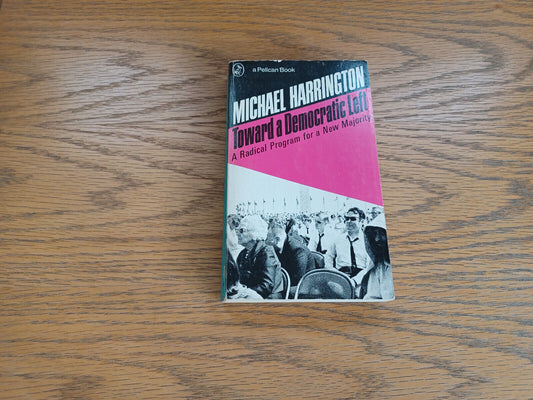 a Pelican Book
MICHAEL HARRINGTON
Toward a Democratic Left
A Radical Program for a New Majority